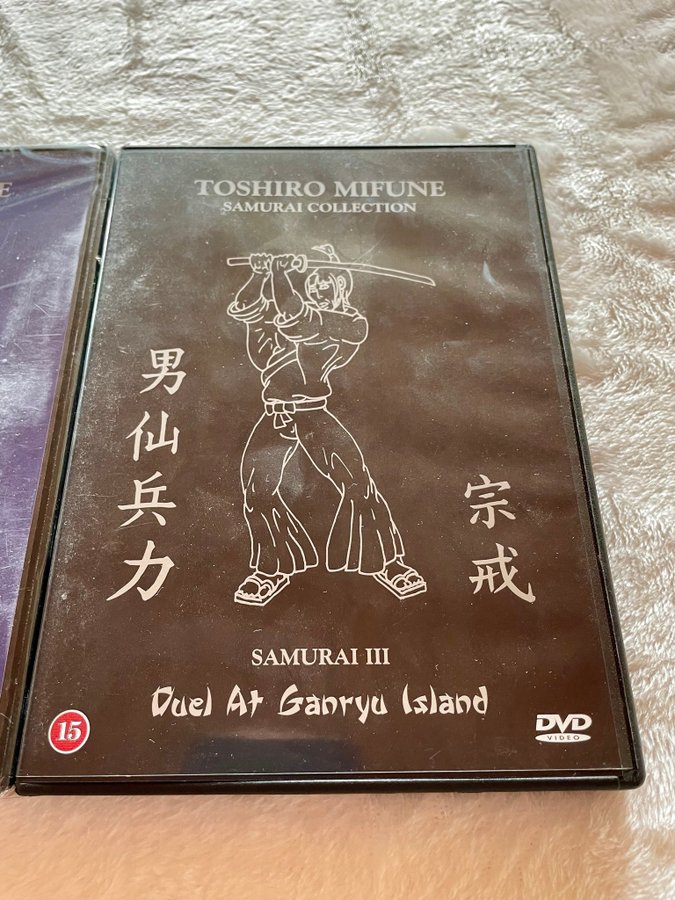 TOSHIRO MIFUNE
SAMURAI COLLECTION
男仙兵力
宗戒
SAMURAI III
Duel At Ganryu Island
15
DVD
VIDEO
E